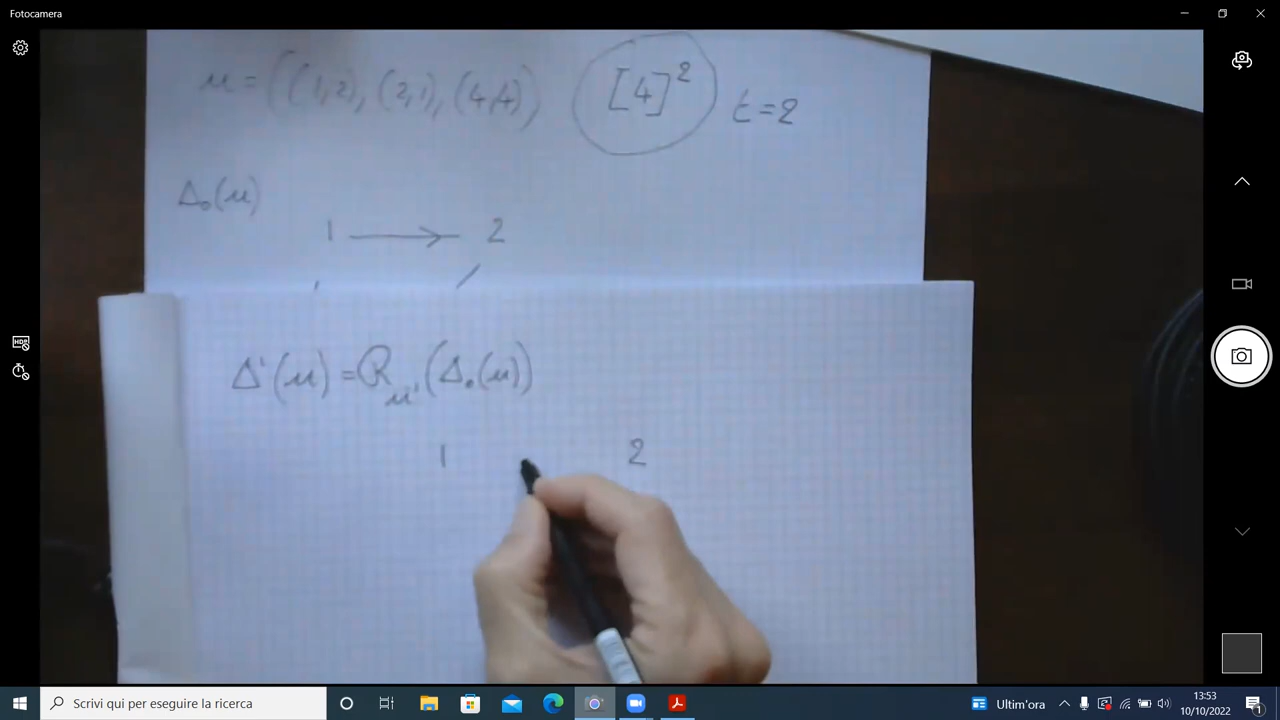 Fotocamera
u = ((1,2), (2,1), (4,4)) [4]² t=2
Δ₀(u)
1 → 2
Δ'(u) = R_u'(Δ₀(u))
1 2
Scrivi qui per eseguire la ricerca
Ultim'ora
13:53
10/10/2022